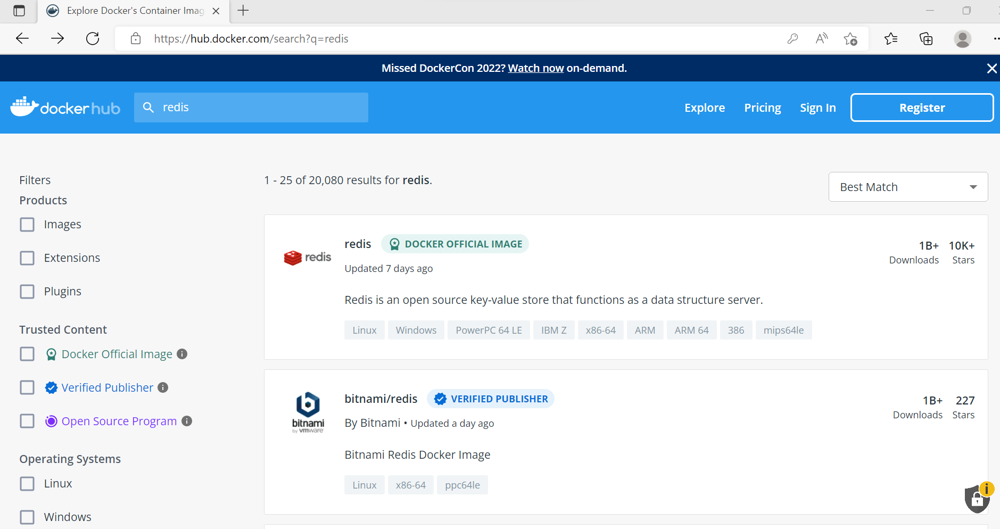 Explore Docker's Container Imag
https://hub.docker.com/search?q=redis
Missed DockerCon 2022? Watch now on-demand.
docker hub
redis
Explore
Pricing
Sign In
Register
Filters
Products
Images
Extensions
Plugins
Trusted Content
Docker Official Image
Verified Publisher
Open Source Program
Operating Systems
Linux
Windows
1 - 25 of 20,080 results for redis.
Best Match
redis
redis DOCKER OFFICIAL IMAGE
Updated 7 days ago
1B+ 10K+
Downloads Stars
Redis is an open source key-value store that functions as a data structure server.
Linux Windows PowerPC 64 LE IBM Z x86-64 ARM ARM 64 386 mips64le
bitnami
by vmware
bitnami/redis VERIFIED PUBLISHER
By Bitnami • Updated a day ago
1B+ 227
Downloads Stars
Bitnami Redis Docker Image
Linux x86-64 ppc64le